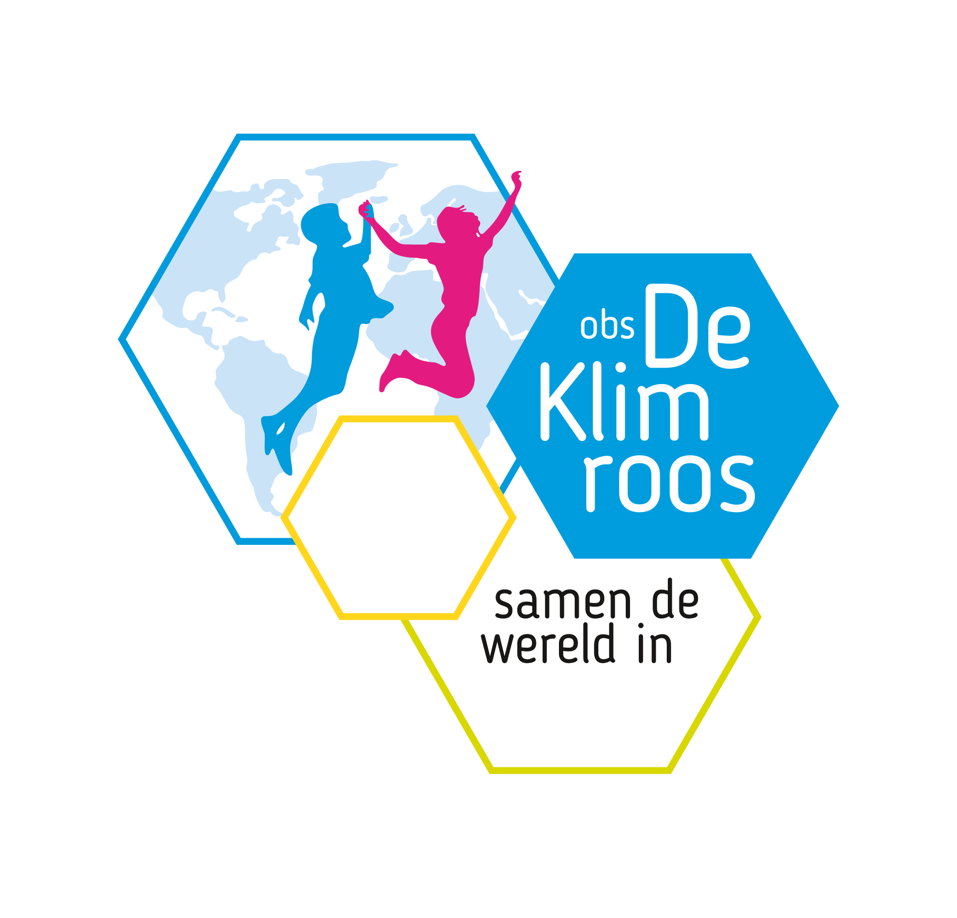 obs De
Klim
roos
samen de
wereld in